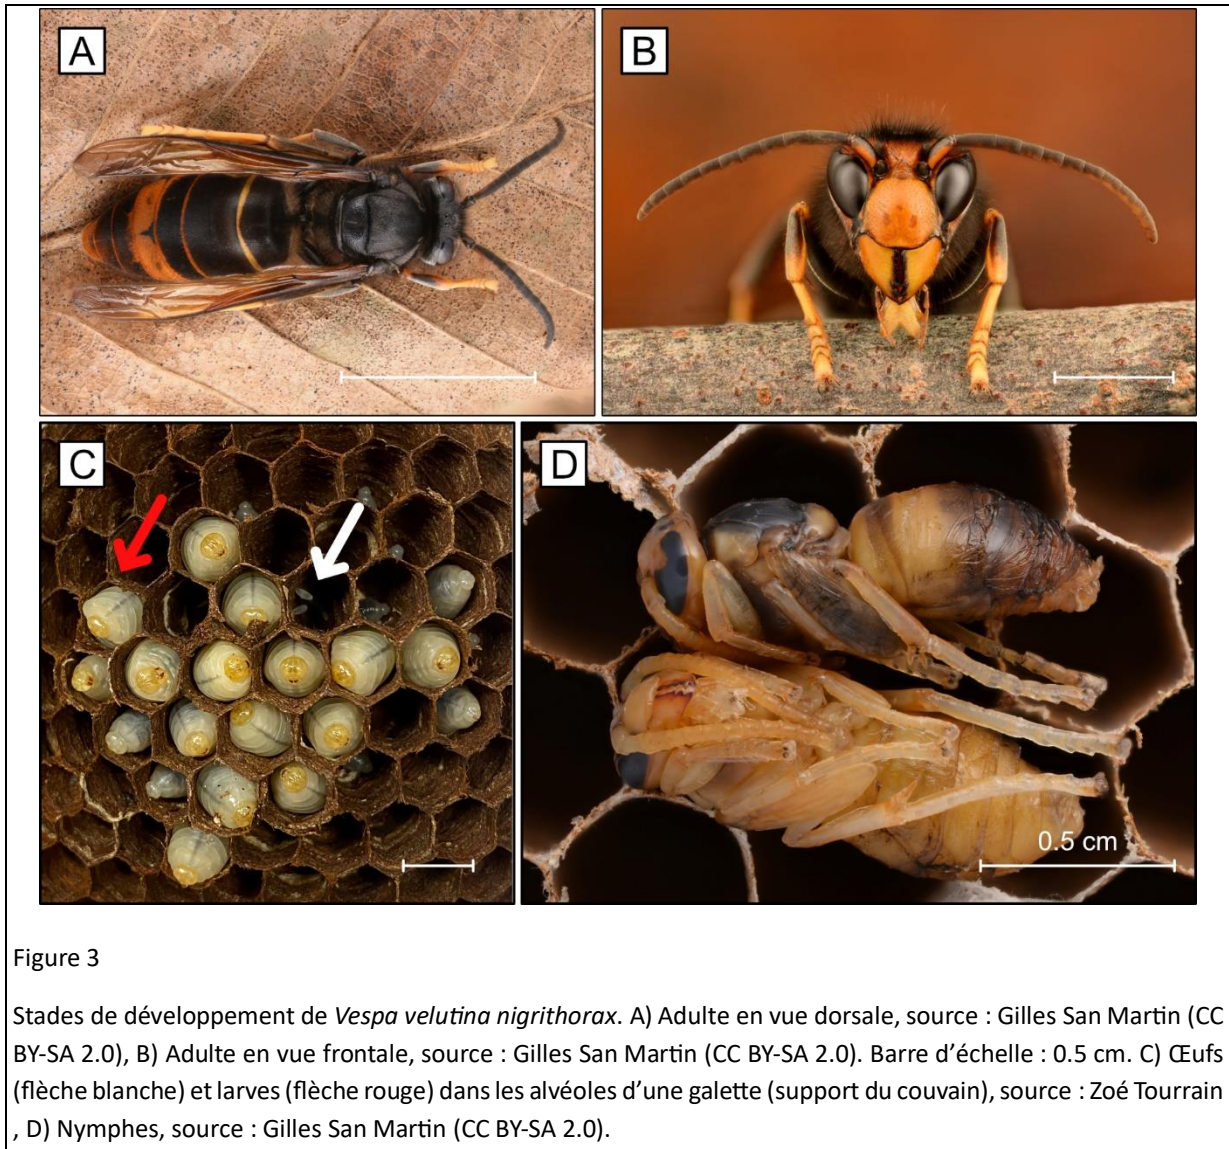 A
B
C
D
0.5 cm
Figure 3
Stades de développement de Vespa velutina nigrithorax. A) Adulte en vue dorsale, source : Gilles San Martin (CC
BY-SA 2.0), B) Adulte en vue frontale, source : Gilles San Martin (CC BY-SA 2.0). Barre d’échelle : 0.5 cm. C) Œufs
(flèche blanche) et larves (flèche rouge) dans les alvéoles d’une galette (support du couvain), source : Zoé Tourrain
, D) Nymphes, source : Gilles San Martin (CC BY-SA 2.0).